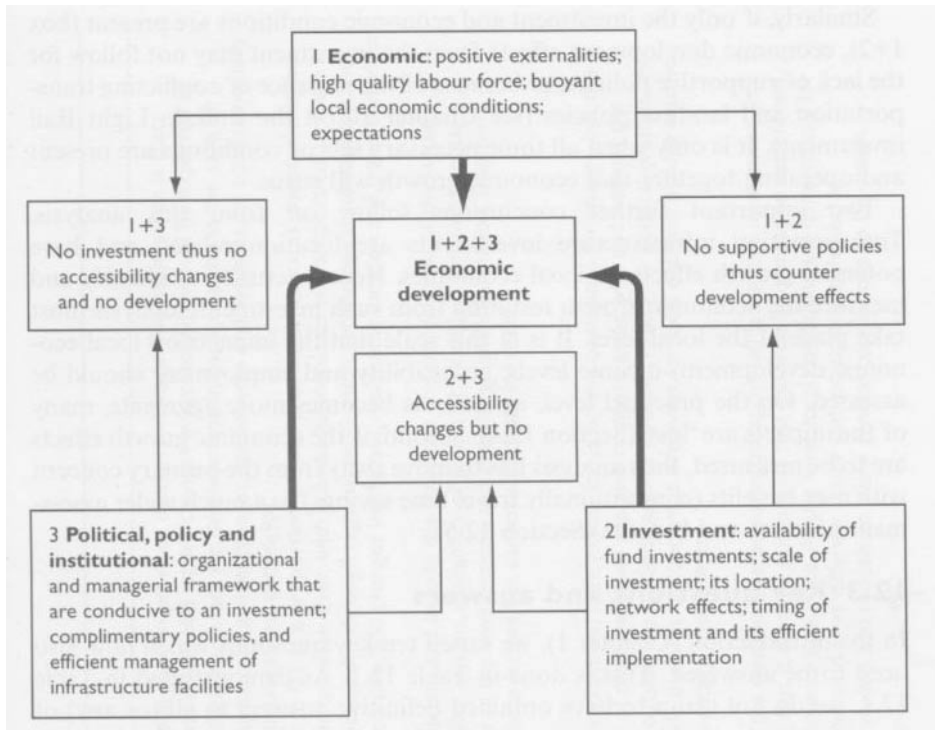 1 Economic: positive externalities;
high quality labour force; buoyant
local economic conditions;
expectations
1+3
No investment thus no
accessibility changes
and no development
1+2+3
Economic
development
1+2
No supportive policies
thus counter
development effects
2+3
Accessibility
changes but no
development
3 Political, policy and
institutional: organizational
and managerial framework that
are conducive to an investment;
complimentary policies, and
efficient management of
infrastructure facilities
2 Investment: availability of
fund investments; scale of
investment; its location;
network effects; timing of
investment and its efficient
implementation